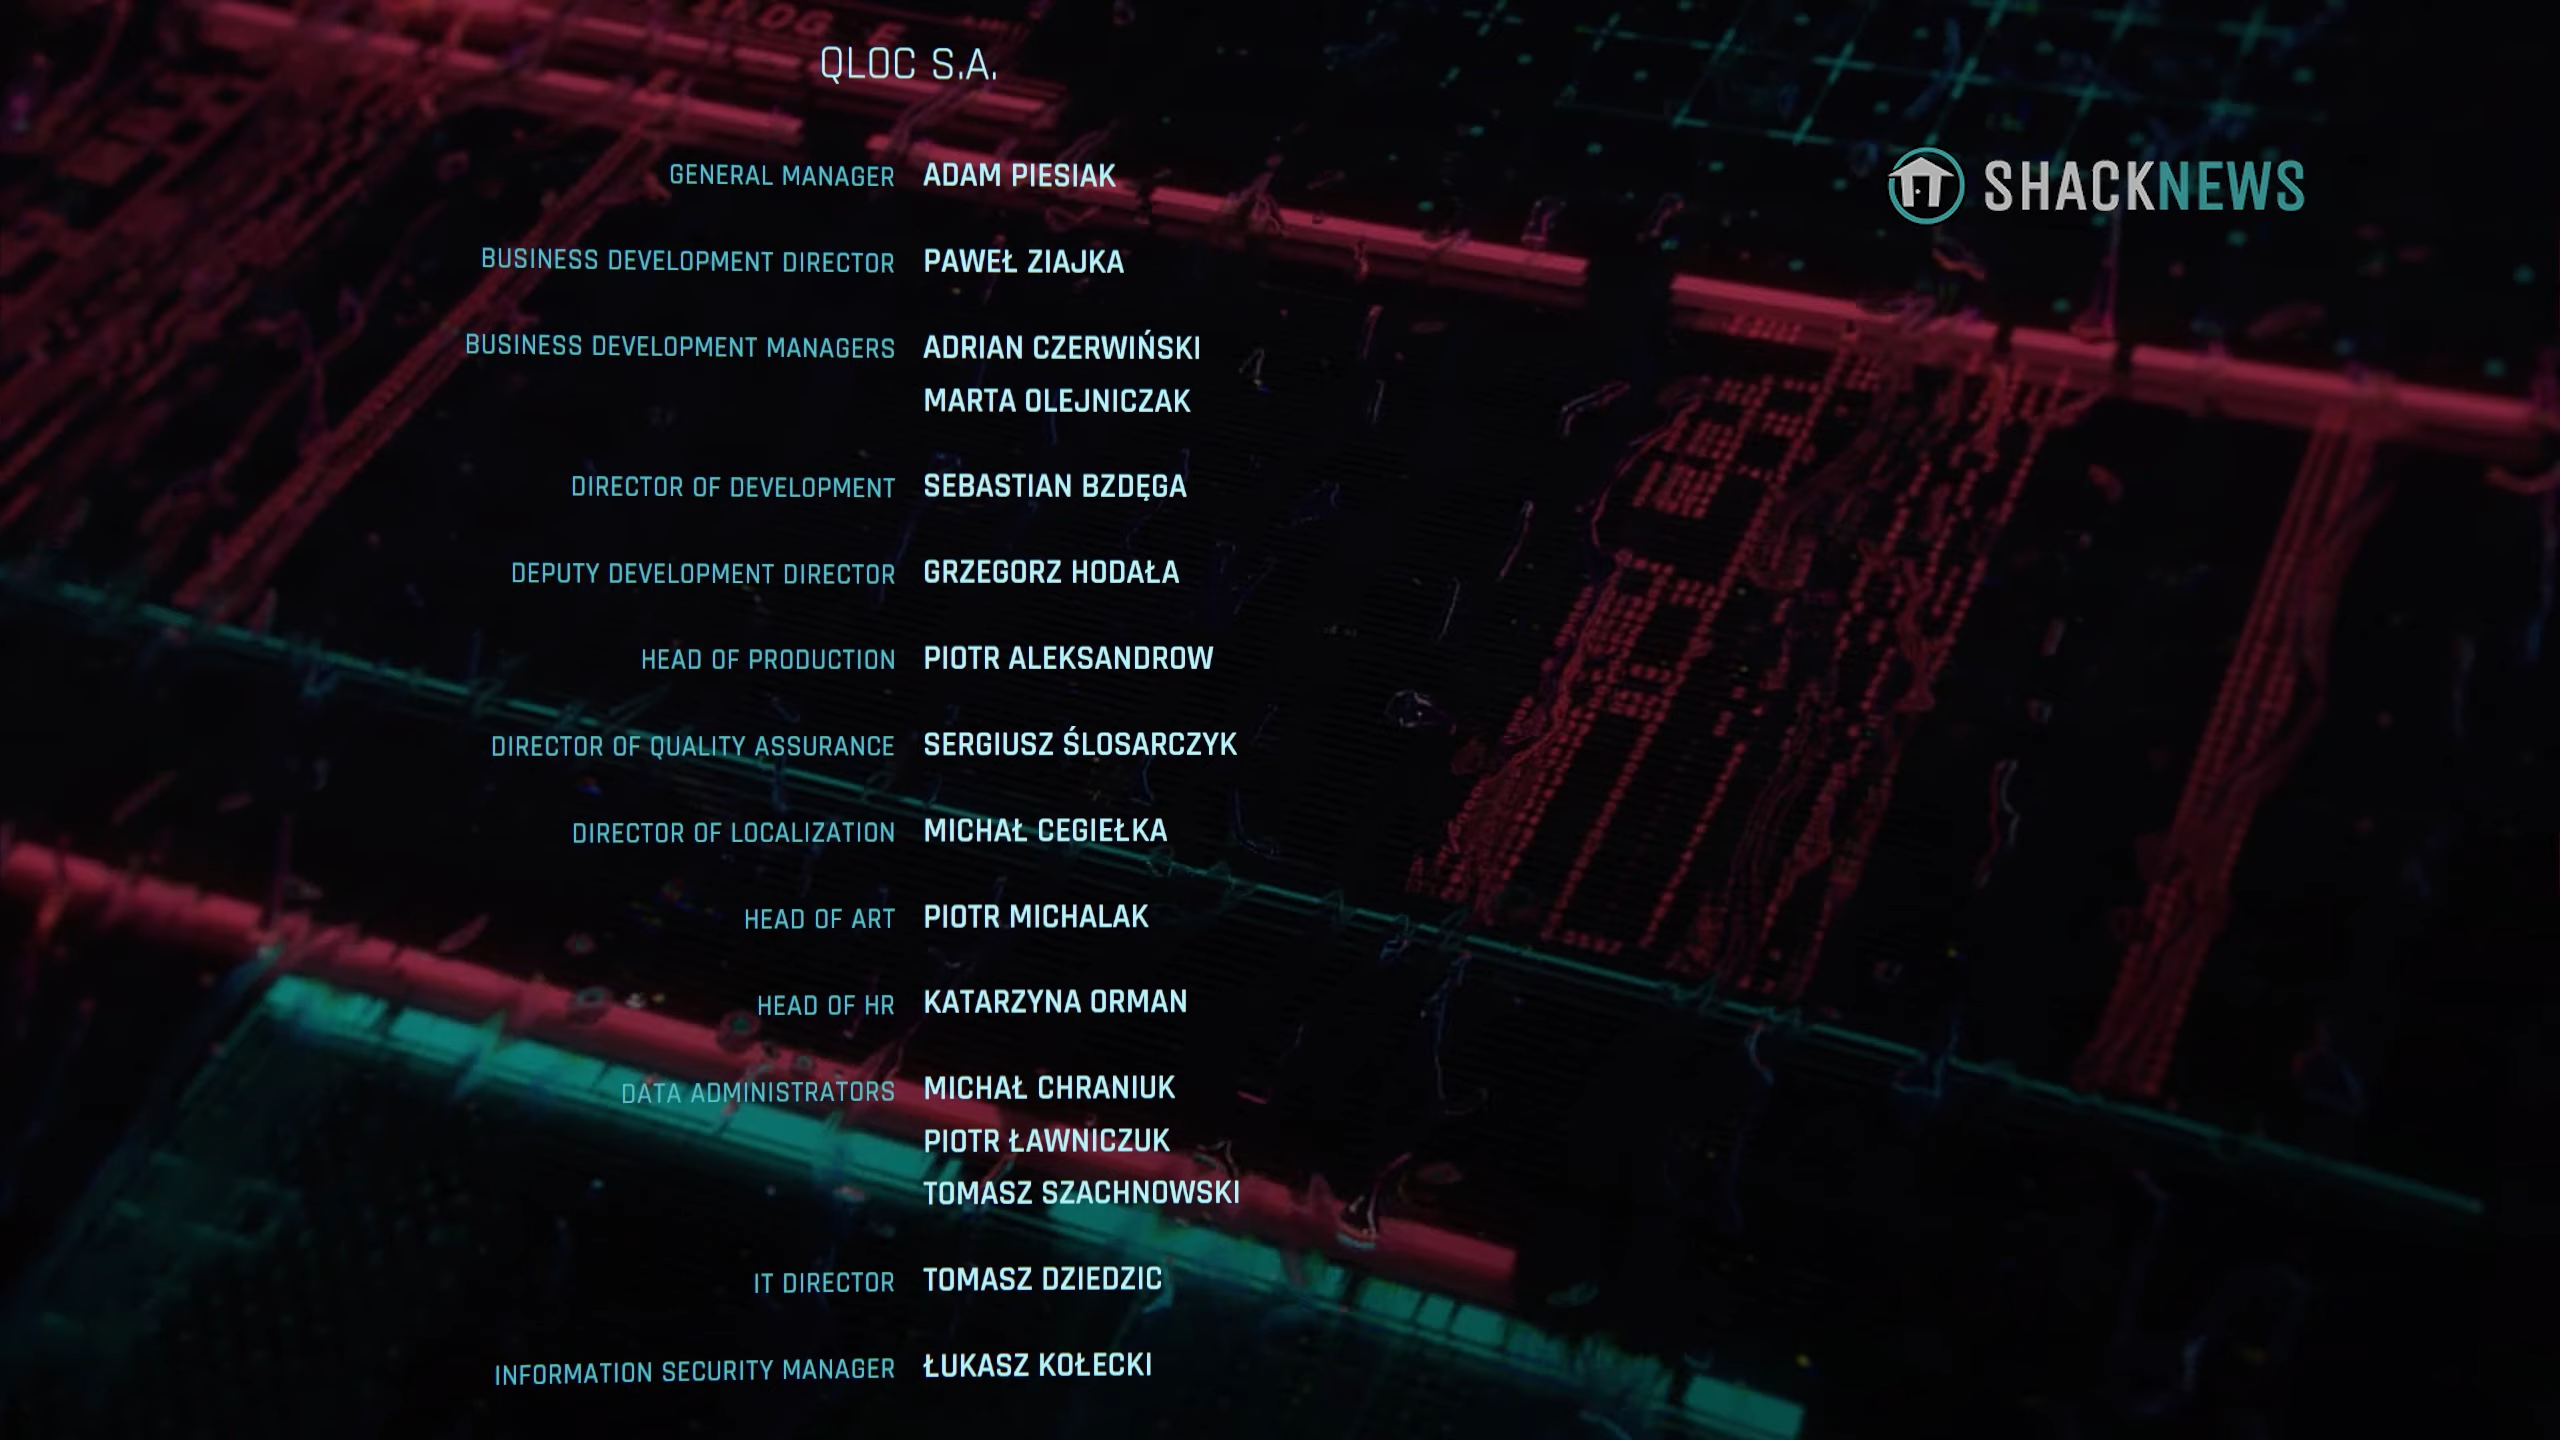 QLOC S.A.
GENERAL MANAGER ADAM PIESIAK
SHACKNEWS
BUSINESS DEVELOPMENT DIRECTOR PAWEŁ ZIAJKA
BUSINESS DEVELOPMENT MANAGERS ADRIAN CZERWIŃSKI
MARTA OLEJNICZAK
DIRECTOR OF DEVELOPMENT SEBASTIAN BZDĘGA
DEPUTY DEVELOPMENT DIRECTOR GRZEGORZ HODAŁA
HEAD OF PRODUCTION PIOTR ALEKSANDROW
DIRECTOR OF QUALITY ASSURANCE SERGIUSZ ŚLOSARCZYK
DIRECTOR OF LOCALIZATION MICHAŁ CEGIEŁKA
HEAD OF ART PIOTR MICHALAK
HEAD OF HR KATARZYNA ORMAN
DATA ADMINISTRATORS MICHAŁ CHRANIUK
PIOTR ŁAWNICZUK
TOMASZ SZACHNOWSKI
IT DIRECTOR TOMASZ DZIEDZIC
INFORMATION SECURITY MANAGER ŁUKASZ KOŁECKI